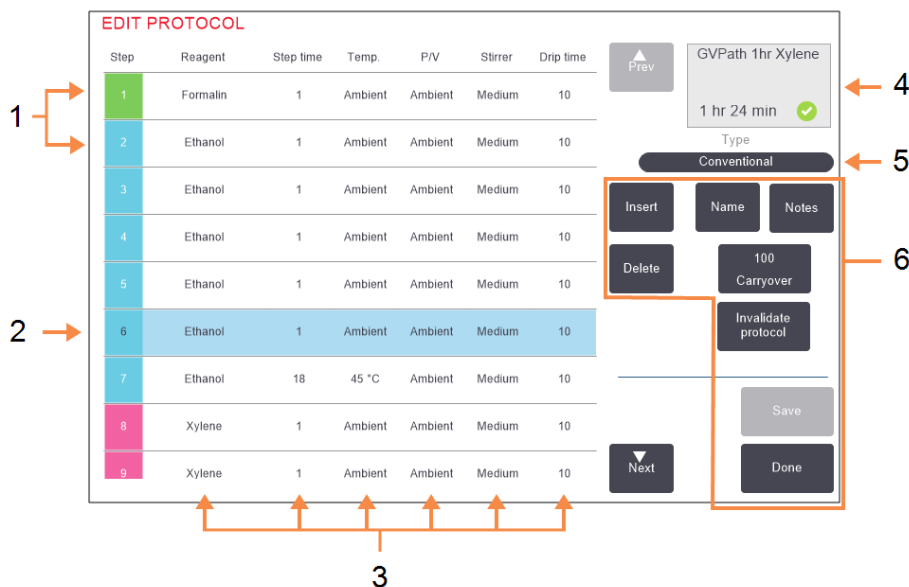 EDIT PROTOCOL
Step Reagent Step time Temp. P/V Stirrer Drip time
1 Formalin 1 Ambient Ambient Medium 10
2 Ethanol 1 Ambient Ambient Medium 10
3 Ethanol 1 Ambient Ambient Medium 10
4 Ethanol 1 Ambient Ambient Medium 10
5 Ethanol 1 Ambient Ambient Medium 10
6 Ethanol 1 Ambient Ambient Medium 10
7 Ethanol 18 45 °C Ambient Medium 10
8 Xylene 1 Ambient Ambient Medium 10
9 Xylene 1 Ambient Ambient Medium 10
Prev
GVPath 1hr Xylene
1 hr 24 min
Type
Conventional
Insert
Name
Notes
Delete
100
Carryover
Invalidate
protocol
Save
Next
Done
1
2
3
4
5
6